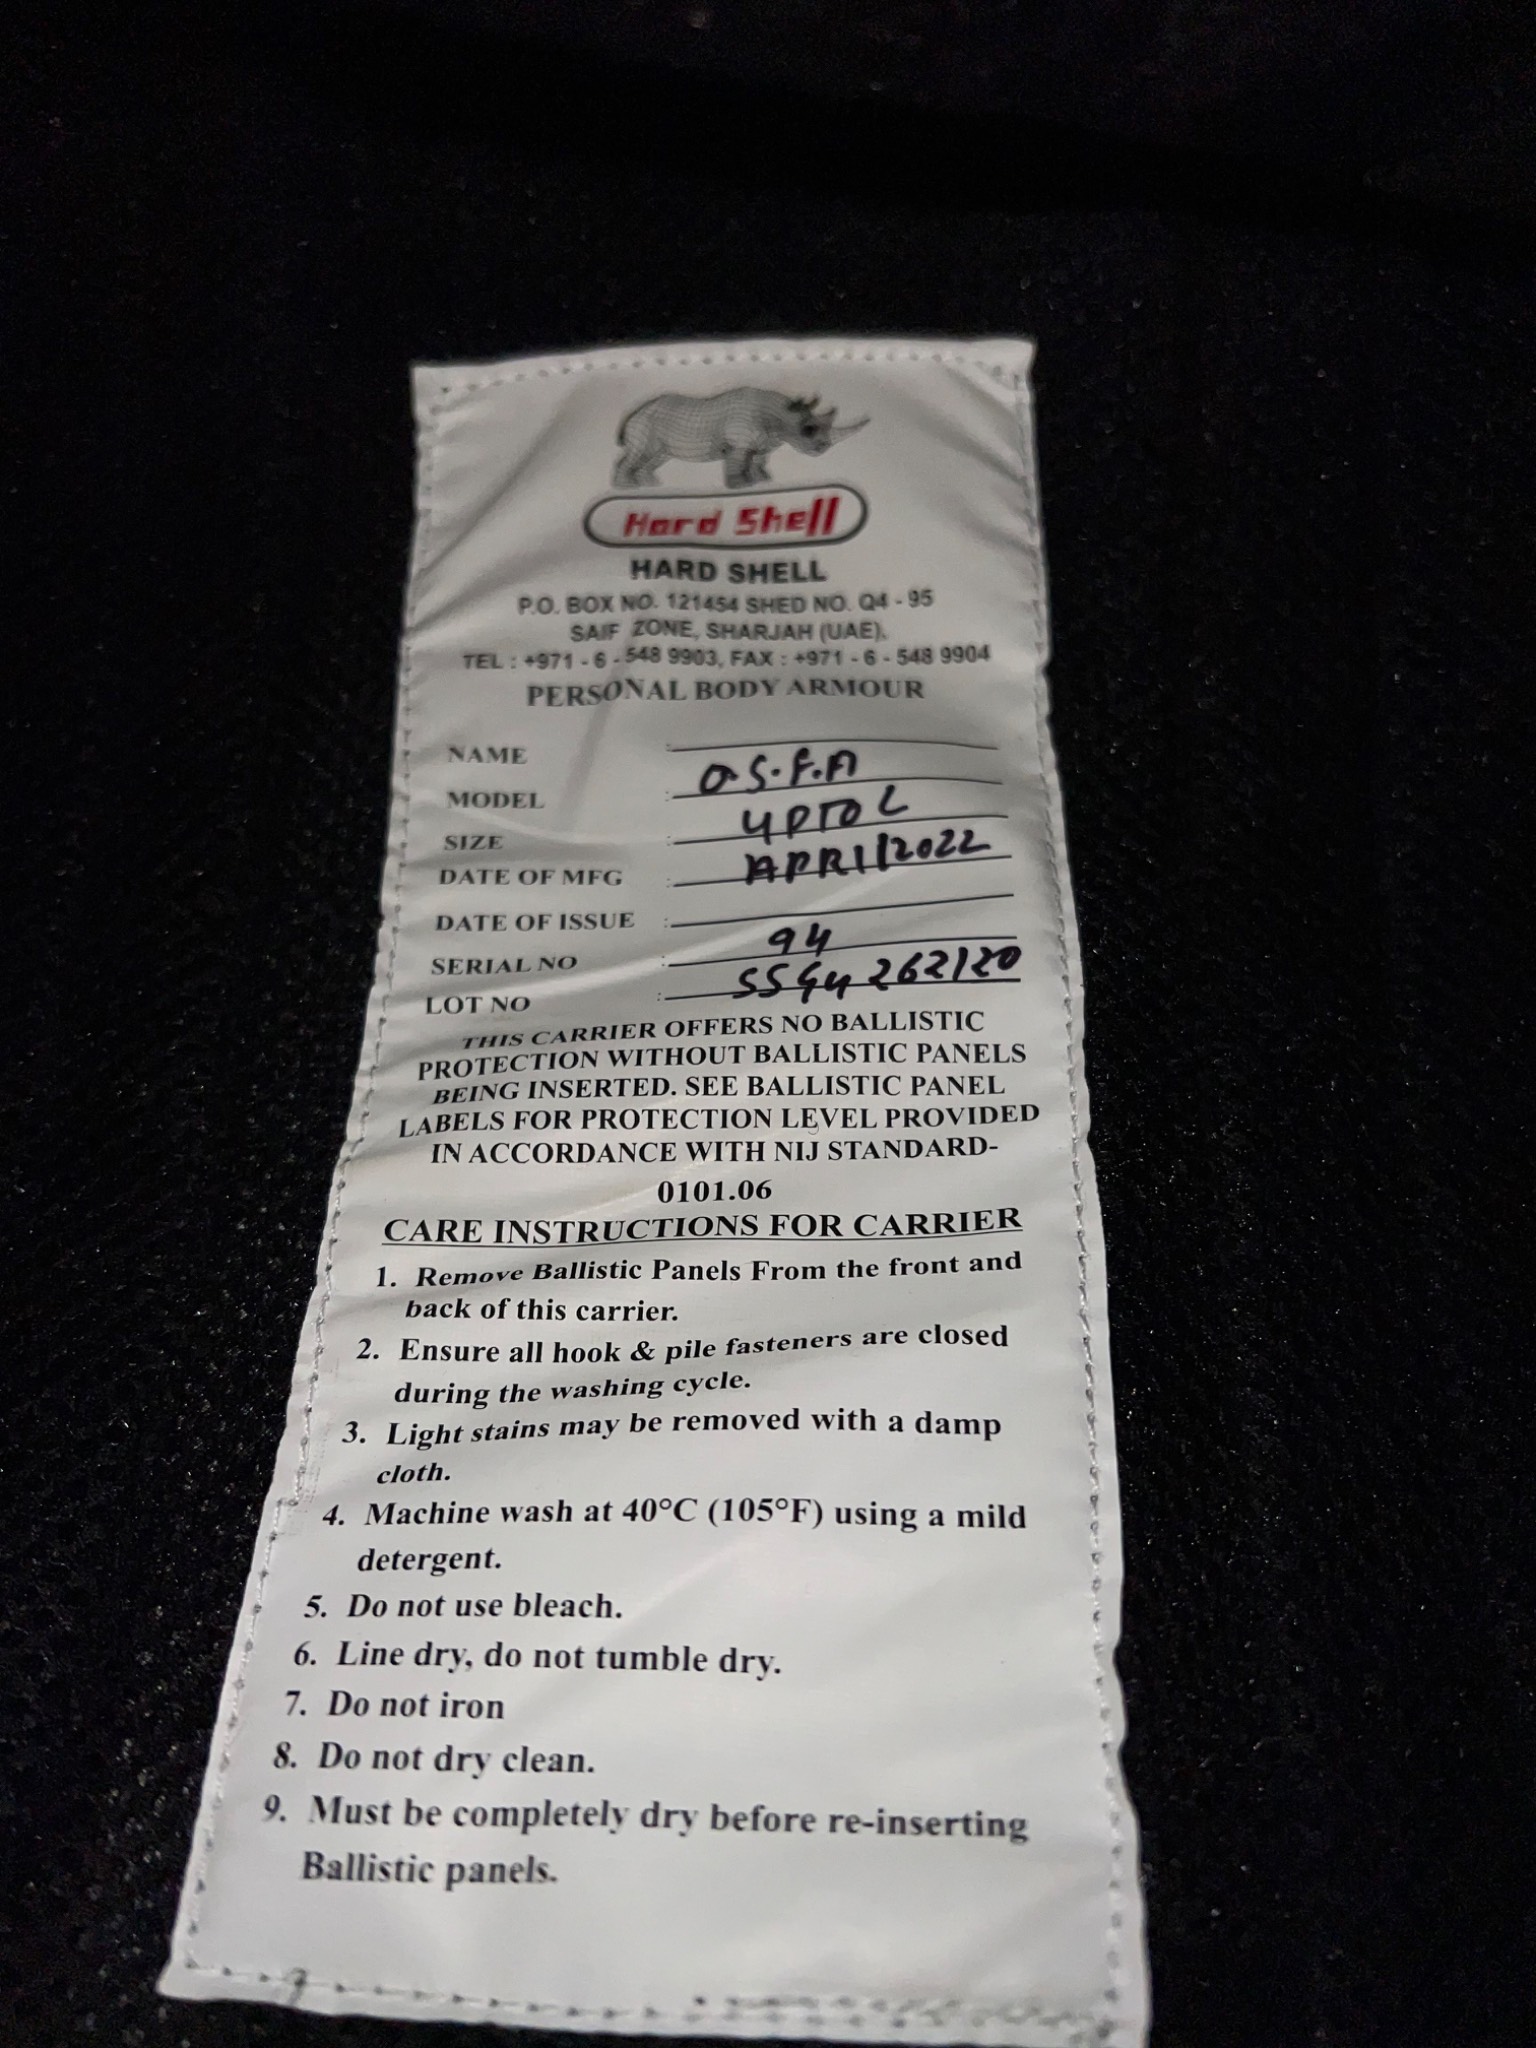 Hard Shell
HARD SHELL
P.O. BOX NO. 121454 SHED NO. Q4 - 95
SAIF ZONE, SHARJAH (UAE).
TEL : +971 - 6 - 548 9903, FAX : +971 - 6 - 548 9904
PERSONAL BODY ARMOUR
NAME :
MODEL : O.S.F.A
SIZE : UPTO L
DATE OF MFG : APRIL/2022
DATE OF ISSUE :
SERIAL NO : 94
LOT NO : 262120
THIS CARRIER OFFERS NO BALLISTIC
PROTECTION WITHOUT BALLISTIC PANELS
BEING INSERTED. SEE BALLISTIC PANEL
LABELS FOR PROTECTION LEVEL PROVIDED
IN ACCORDANCE WITH NIJ STANDARD-
0101.06
CARE INSTRUCTIONS FOR CARRIER
1. Remove Ballistic Panels From the front and
back of this carrier.
2. Ensure all hook & pile fasteners are closed
during the washing cycle.
3. Light stains may be removed with a damp
cloth.
4. Machine wash at 40°C (105°F) using a mild
detergent.
5. Do not use bleach.
6. Line dry, do not tumble dry.
7. Do not iron
8. Do not dry clean.
9. Must be completely dry before re-inserting
Ballistic panels.